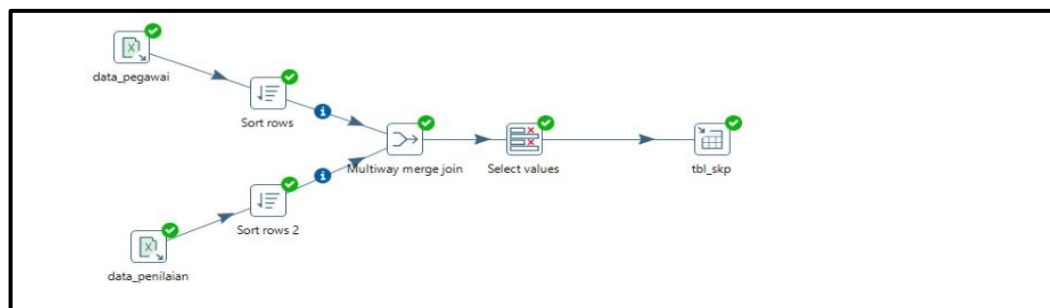 data_pegawai
Sort rows
Multiway merge join
Select values
tbl_skp
Sort rows 2
data_penilaian